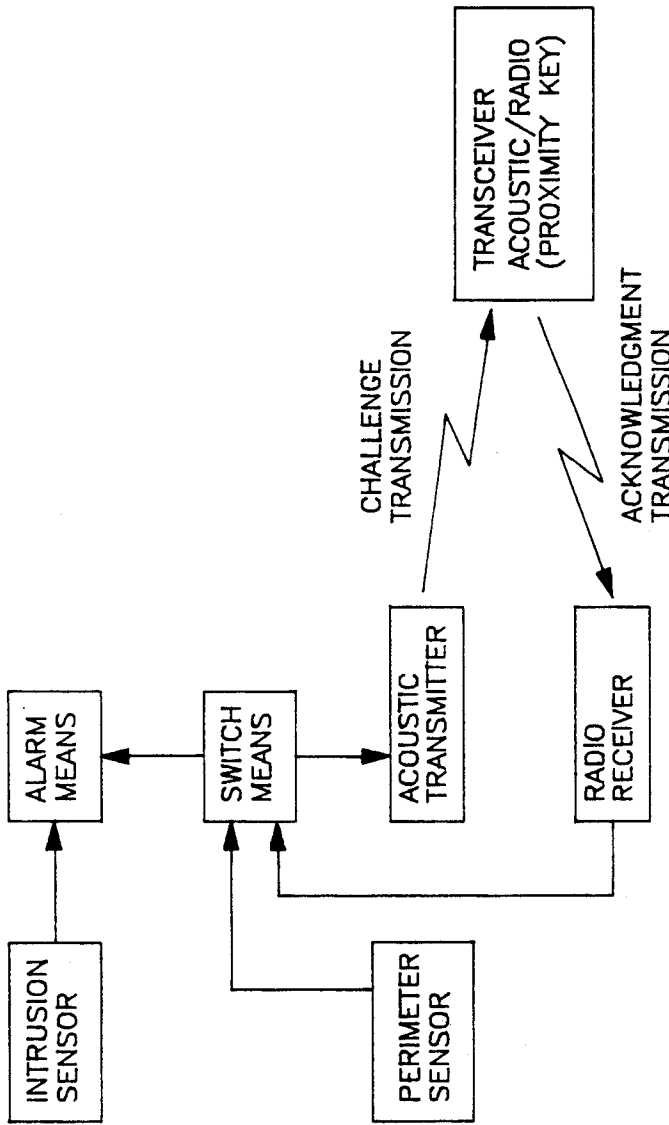 INTRUSION
SENSOR
ALARM
MEANS
PERIMETER
SENSOR
SWITCH
MEANS
ACOUSTIC
TRANSMITTER
RADIO
RECEIVER
CHALLENGE
TRANSMISSION
ACKNOWLEDGMENT
TRANSMISSION
TRANSCEIVER
ACOUSTIC/RADIO
(PROXIMITY KEY)